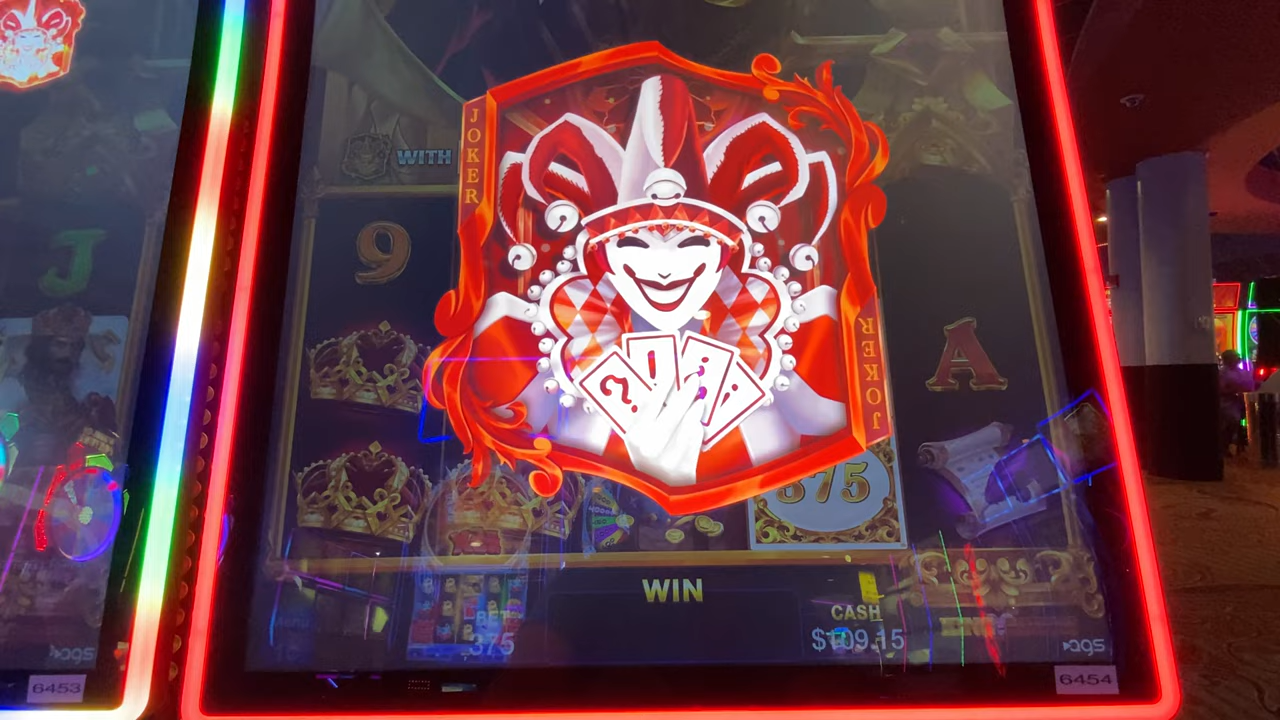 JOKER
WITH
9
J
?
!
¡
¡
JOKER
A
375
WIN
BET
375
CASH
$109.15
AGS
AGS
6453
6454